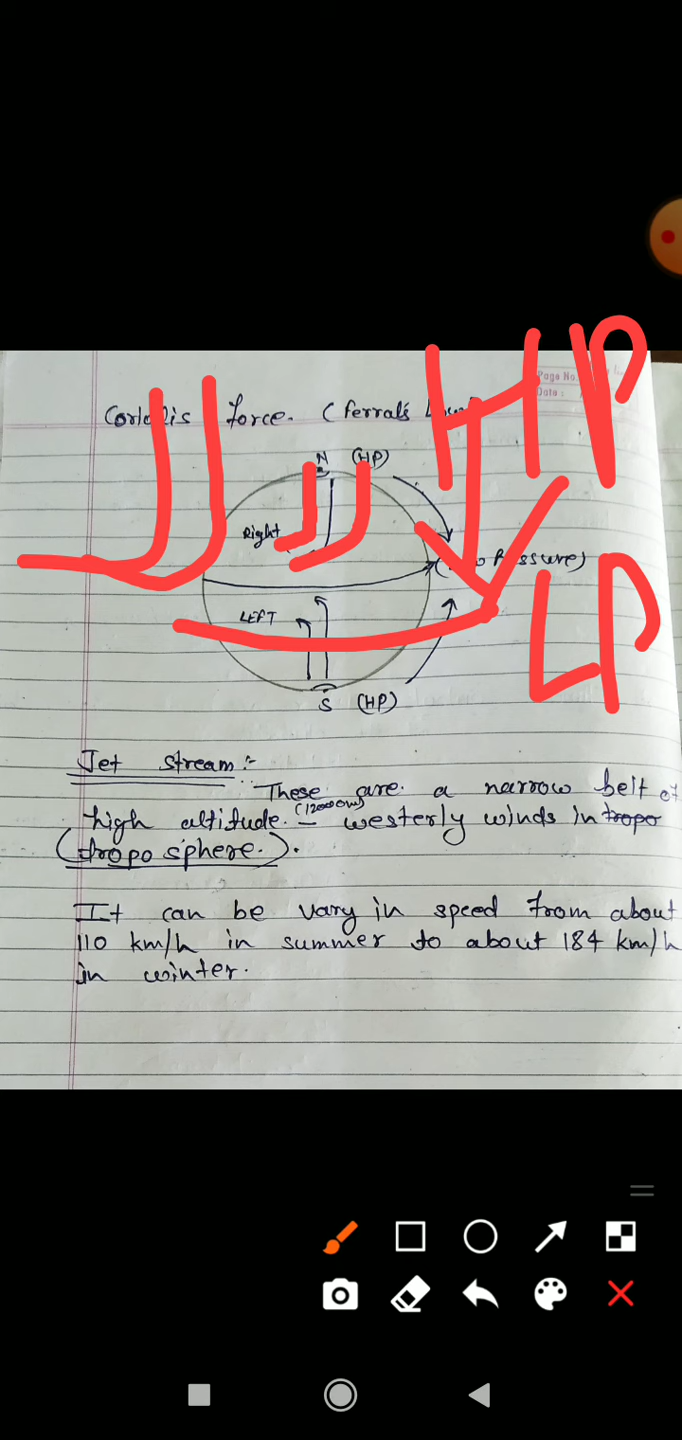 HP
Page No.
Date :
Coriolis force. (Ferral's Law)
N (HP)
Right
Pressure)
LP
LEFT
S (HP)
Jet stream :-
These are a narrow belt of
high altitude (12000m) westerly winds in tropo
(troposphere.).
It can be vary in speed from about
110 km/h in summer to about 184 km/h
in winter.